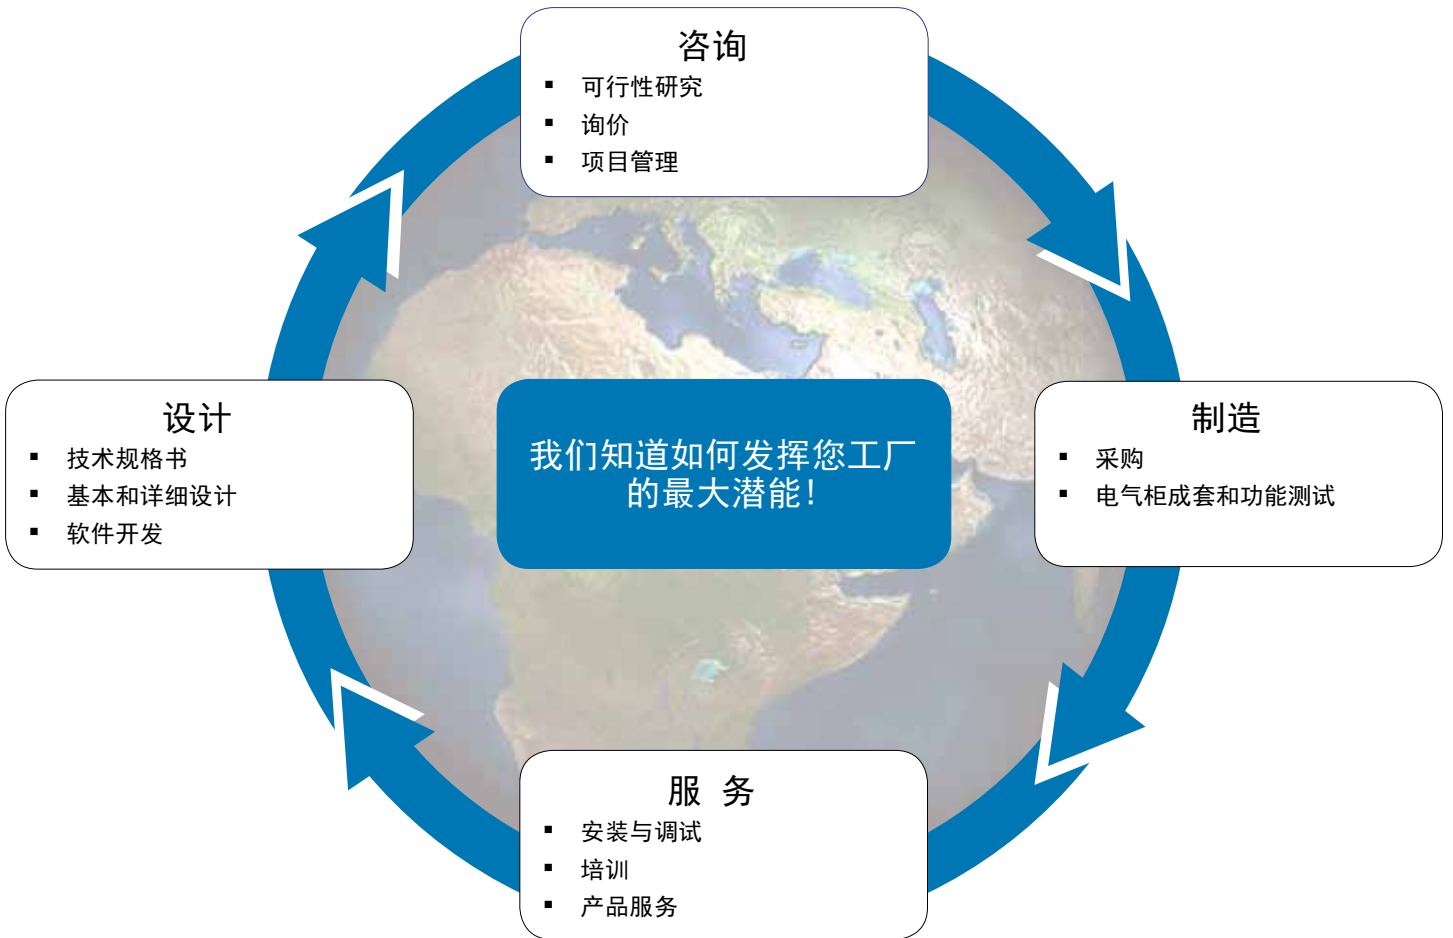 咨询
▪ 可行性研究
▪ 询价
▪ 项目管理
设计
▪ 技术规格书
▪ 基本和详细设计
▪ 软件开发
我们知道如何发挥您工厂
的最大潜能！
制造
▪ 采购
▪ 电气柜成套和功能测试
服 务
▪ 安装与调试
▪ 培训
▪ 产品服务